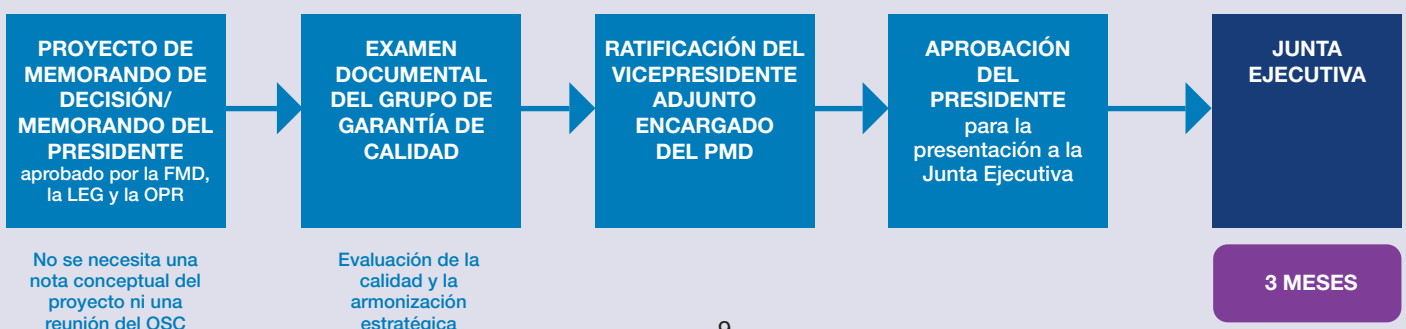 PROYECTO DE
MEMORANDO DE
DECISIÓN/
MEMORANDO DEL
PRESIDENTE
aprobado por la FMD,
la LEG y la OPR
No se necesita una
nota conceptual del
proyecto ni una
reunión del OSC
EXAMEN
DOCUMENTAL
DEL GRUPO DE
GARANTÍA DE
CALIDAD
Evaluación de la
calidad y la
armonización
estratégica
RATIFICACIÓN DEL
VICEPRESIDENTE
ADJUNTO
ENCARGADO
DEL PMD
APROBACIÓN
DEL
PRESIDENTE
para la
presentación a la
Junta Ejecutiva
JUNTA
EJECUTIVA
3 MESES